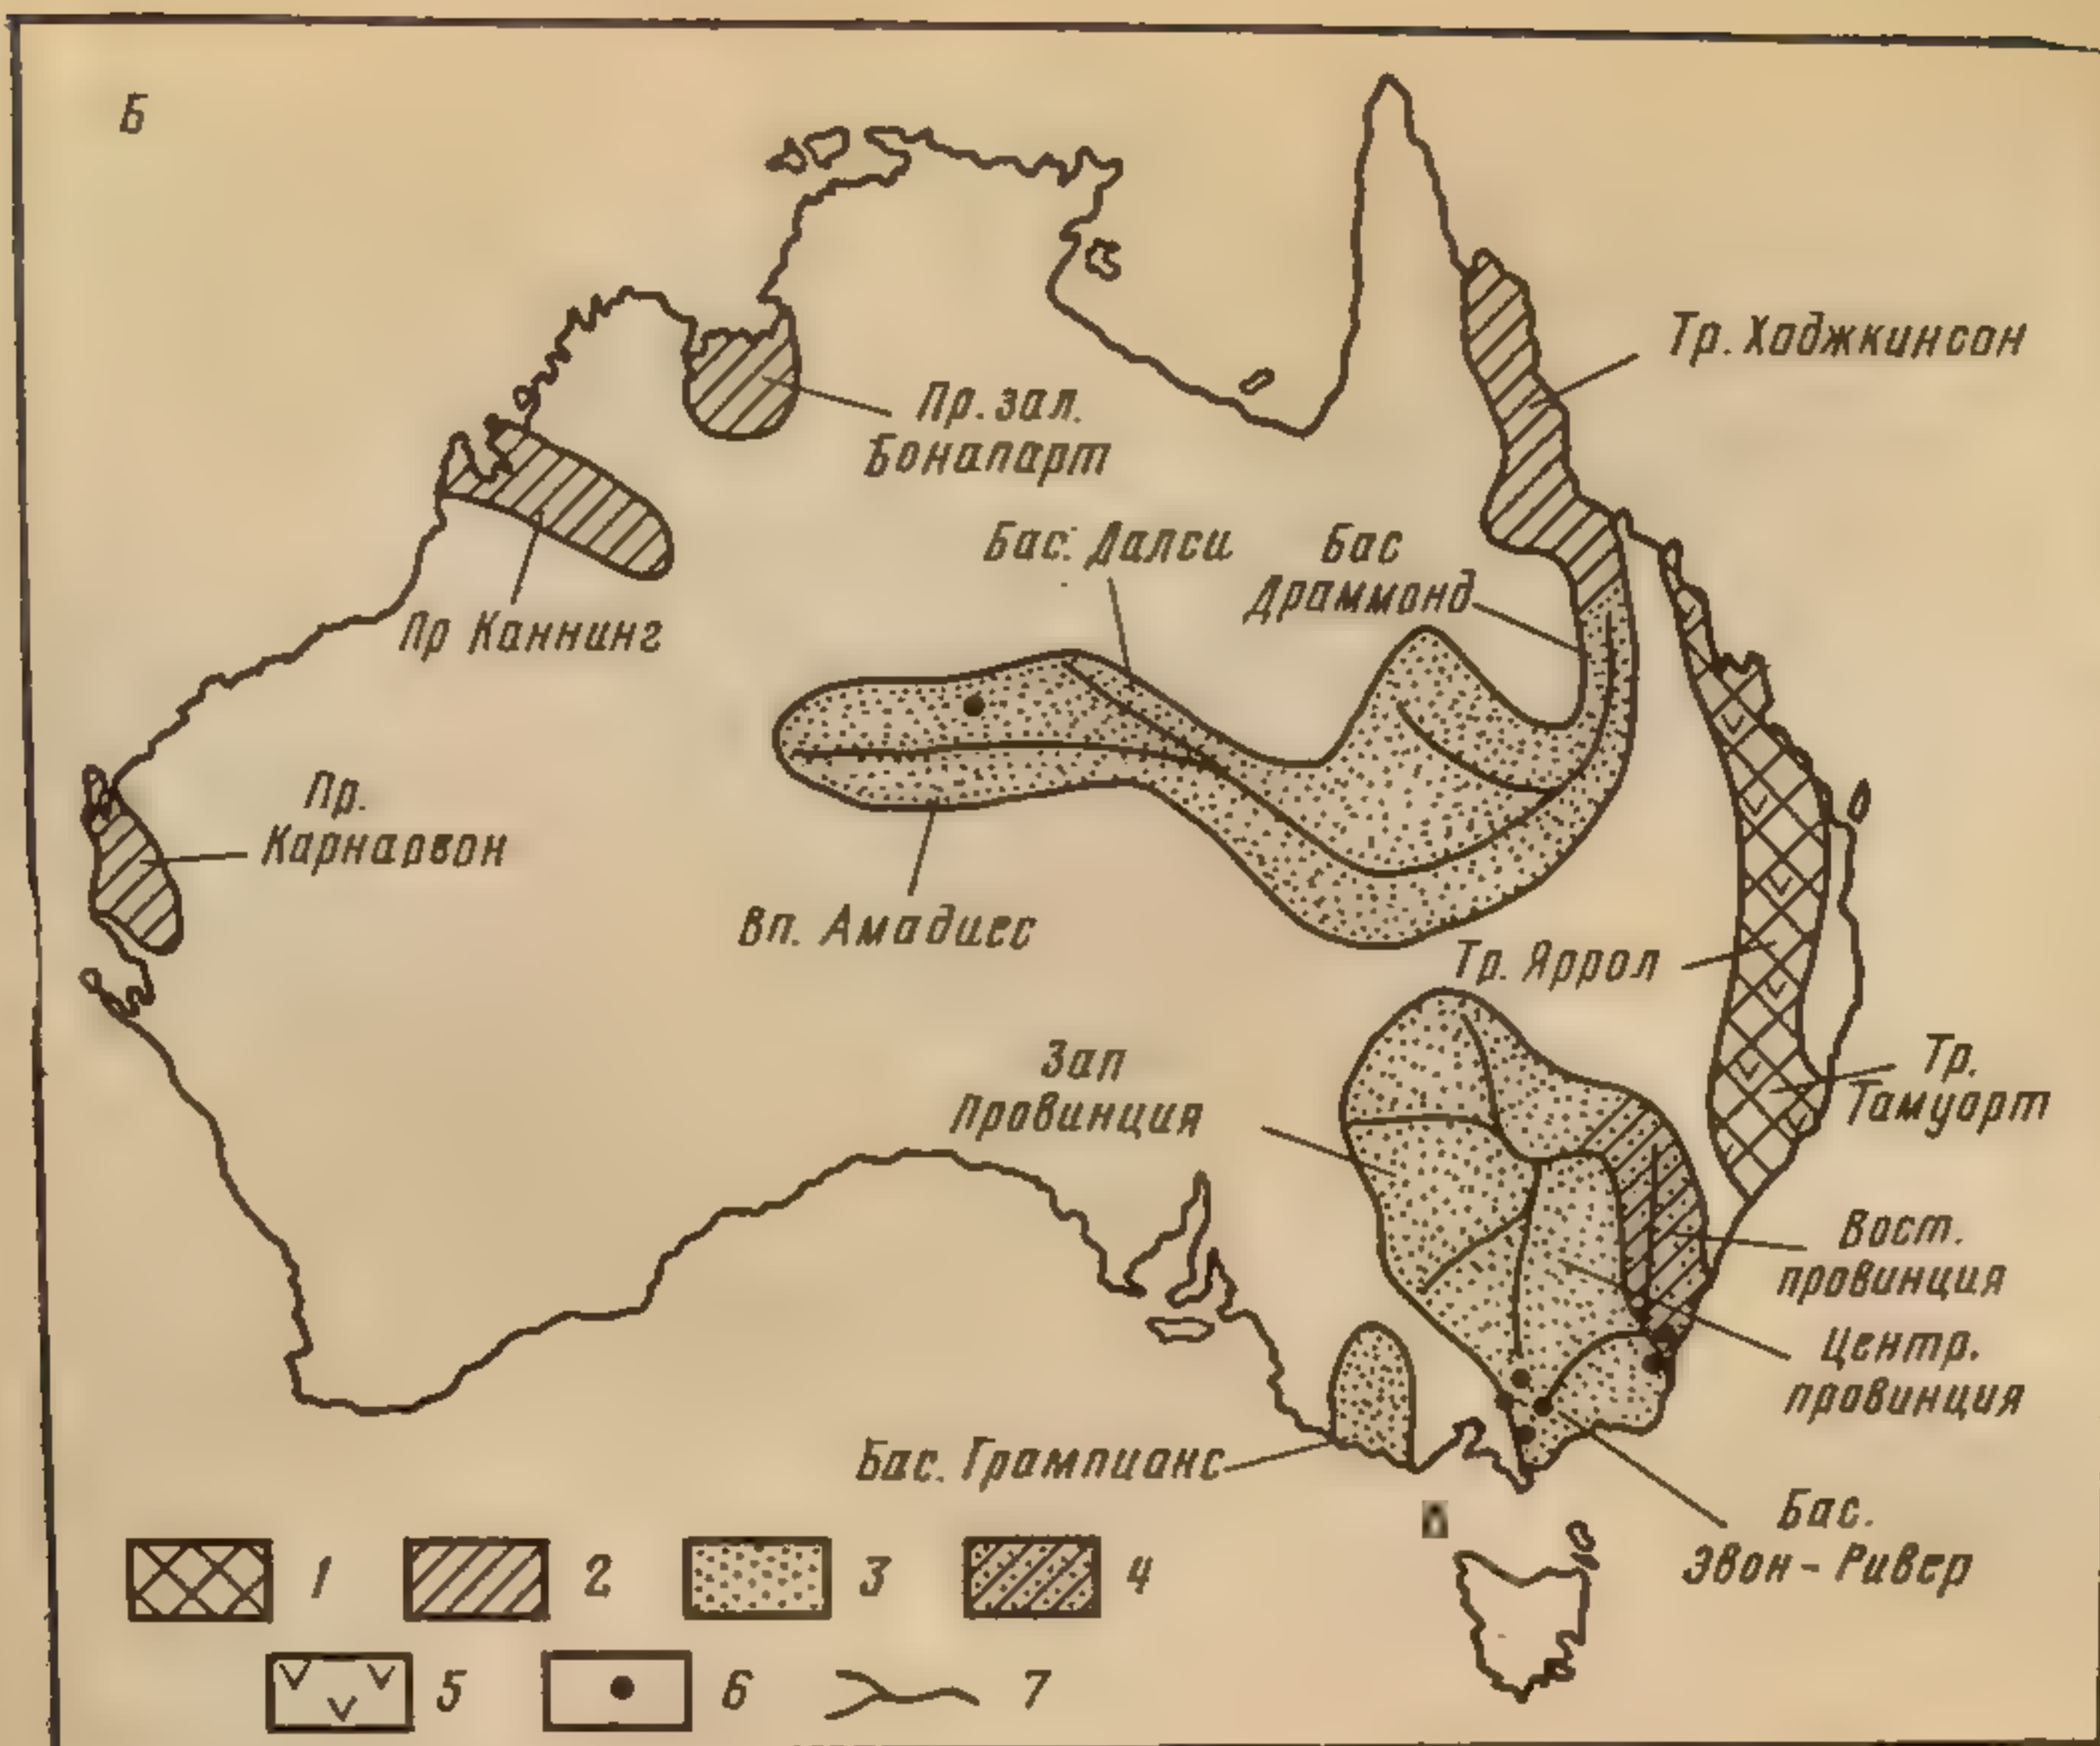 Б
Тр. Ходжкинсон
Пр. зал.
Бонапарт
Бас. Далси
Бас
Драммонд
Пр Каннинг
Пр.
Карнарвон
Вп. Амадиес
Тр. Яррол
Зап
Провинция
Тр.
Тамуорт
Вост.
провинция
Центр.
провинция
Бас. Грампианс
Бас.
Эвон-Ривер
1
2
3
4
5
6
7